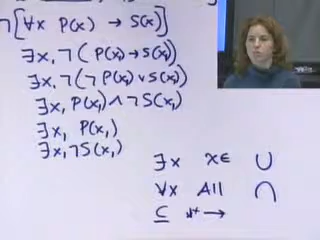 ¬[∀x P(x) → S(x)]
∃x, ¬(P(x) → S(x))
∃x, ¬(¬P(x) ∨ S(x))
∃x, P(x) ∧ ¬S(x)
∃x, P(x)
∃x, ¬S(x)
∃x x∈ ∪
∀x All ∩
⊆ →